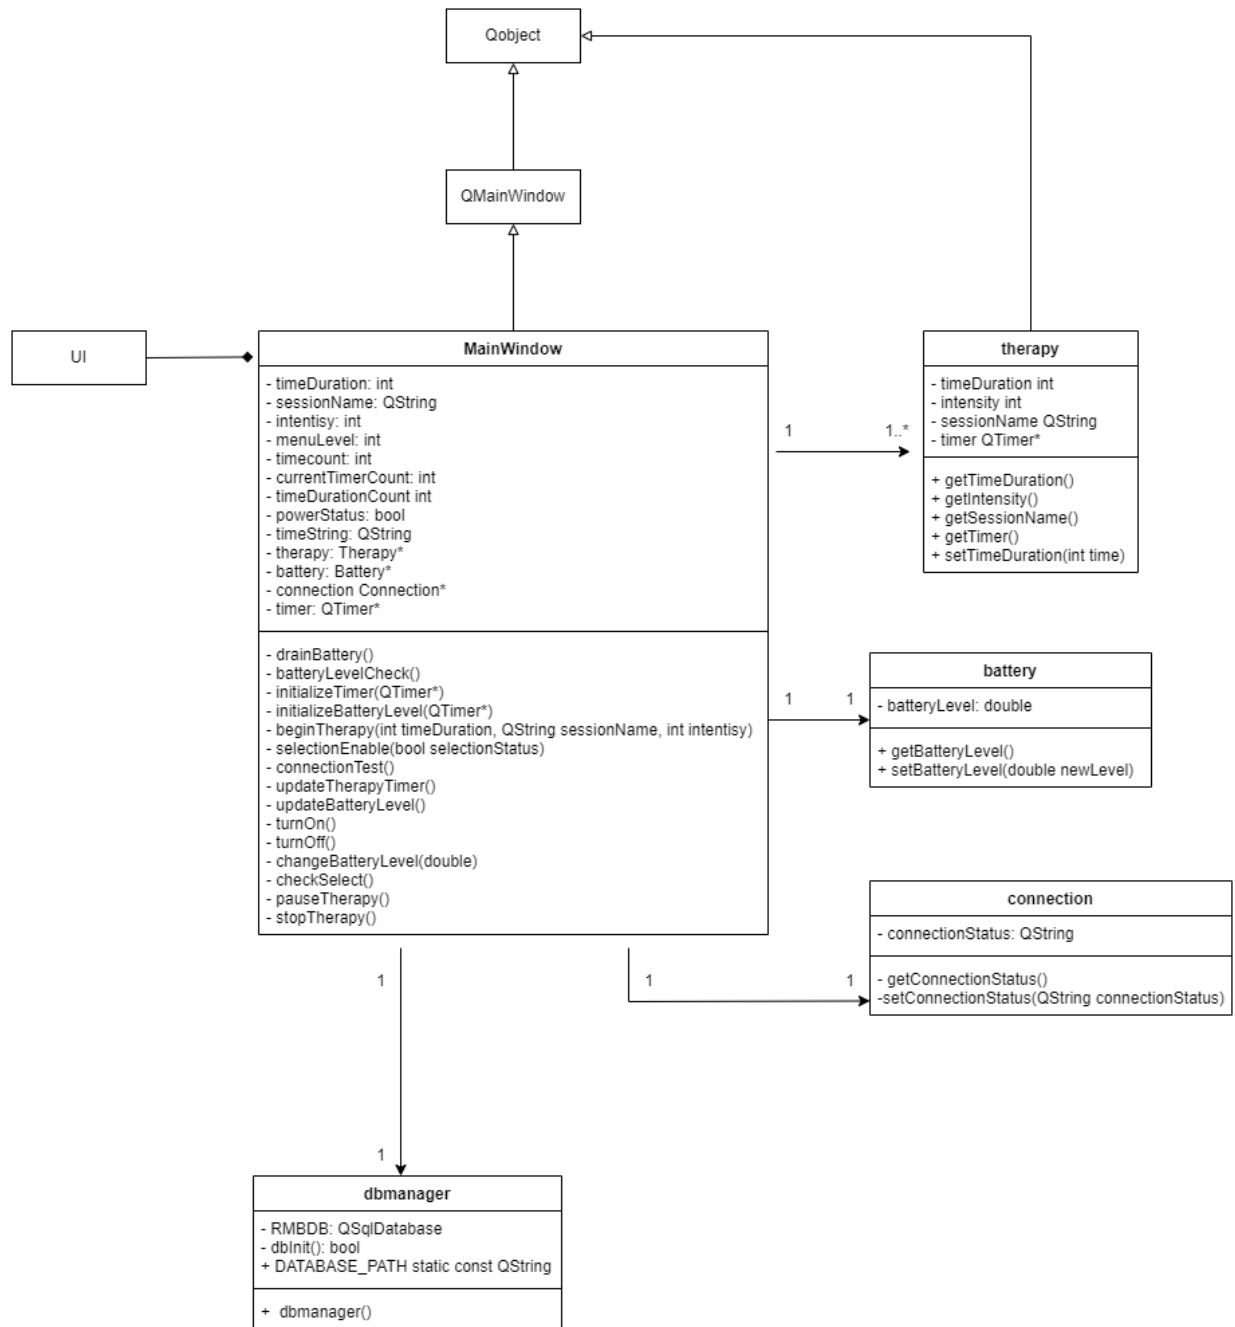 Qobject
QMainWindow
UI
MainWindow
- timeDuration: int
- sessionName: QString
- intentisy: int
- menuLevel: int
- timecount: int
- currentTimerCount: int
- timeDurationCount int
- powerStatus: bool
- timeString: QString
- therapy: Therapy*
- battery: Battery*
- connection Connection*
- timer: QTimer*
- drainBattery()
- batteryLevelCheck()
- initializeTimer(QTimer*)
- initializeBatteryLevel(QTimer*)
- beginTherapy(int timeDuration, QString sessionName, int intentisy)
- selectionEnable(bool selectionStatus)
- connectionTest()
- updateTherapyTimer()
- updateBatteryLevel()
- turnOn()
- turnOff()
- changeBatteryLevel(double)
- checkSelect()
- pauseTherapy()
- stopTherapy()
1
1..*
therapy
- timeDuration int
- intensity int
- sessionName QString
- timer QTimer*
+ getTimeDuration()
+ getIntensity()
+ getSessionName()
+ getTimer()
+ setTimeDuration(int time)
1
1
battery
- batteryLevel: double
+ getBatteryLevel()
+ setBatteryLevel(double newLevel)
1
1
connection
- connectionStatus: QString
- getConnectionStatus()
-setConnectionStatus(QString connectionStatus)
1
1
dbmanager
- RMBDB: QSqlDatabase
- dbInit(): bool
+ DATABASE_PATH static const QString
+ dbmanager()